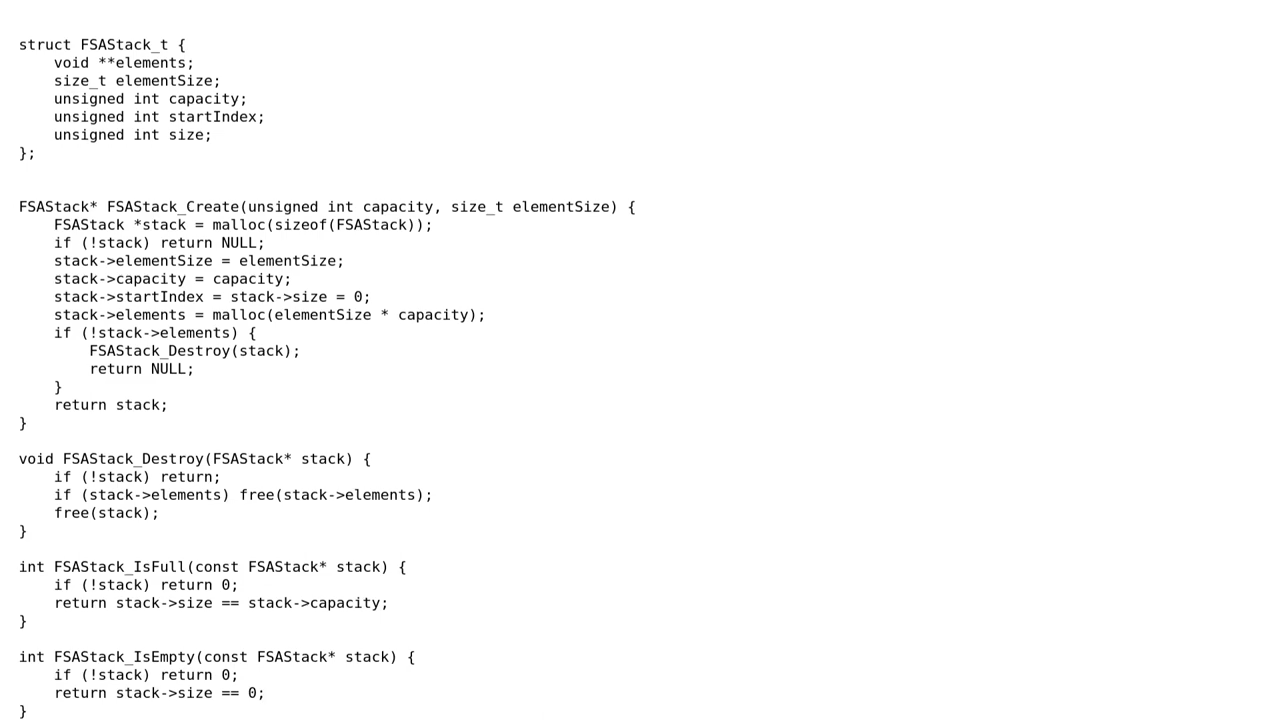 struct FSAStack_t {
    void **elements;
    size_t elementSize;
    unsigned int capacity;
    unsigned int startIndex;
    unsigned int size;
};
FSAStack* FSAStack_Create(unsigned int capacity, size_t elementSize) {
    FSAStack *stack = malloc(sizeof(FSAStack));
    if (!stack) return NULL;
    stack->elementSize = elementSize;
    stack->capacity = capacity;
    stack->startIndex = stack->size = 0;
    stack->elements = malloc(elementSize * capacity);
    if (!stack->elements) {
        FSAStack_Destroy(stack);
        return NULL;
    }
    return stack;
}
void FSAStack_Destroy(FSAStack* stack) {
    if (!stack) return;
    if (stack->elements) free(stack->elements);
    free(stack);
}
int FSAStack_IsFull(const FSAStack* stack) {
    if (!stack) return 0;
    return stack->size == stack->capacity;
}
int FSAStack_IsEmpty(const FSAStack* stack) {
    if (!stack) return 0;
    return stack->size == 0;
}